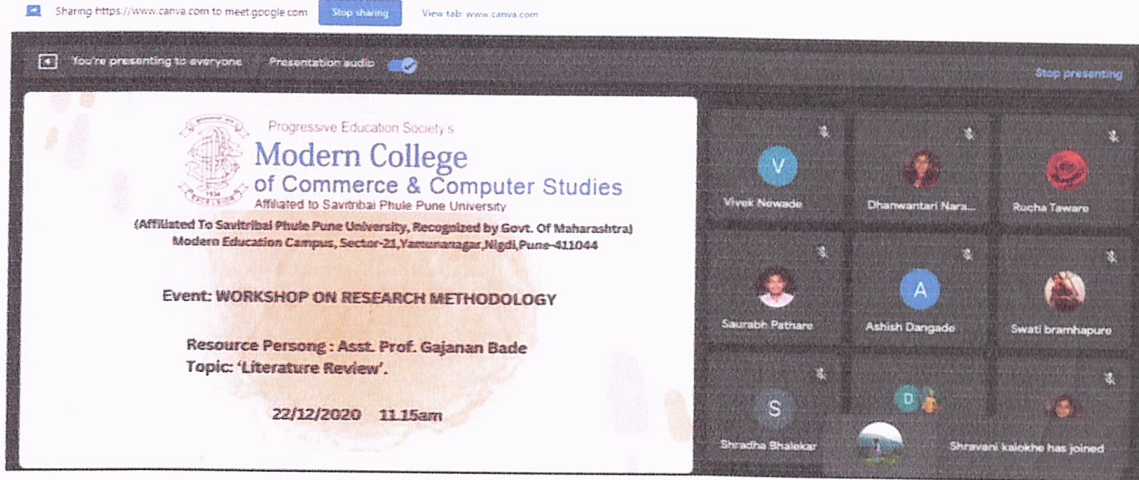 Sharing https://www.canva.com to meet.google.com Stop sharing View tab: www.canva.com
You're presenting to everyone Presentation audio Stop presenting
Progressive Education Society's
Modern College
of Commerce & Computer Studies
Affiliated to Savitribai Phule Pune University
(Affiliated To Savitribai Phule Pune University, Recognized by Govt. Of Maharashtra)
Modern Education Campus, Sector-21,Yamunanagar,Nigdi,Pune-411044
Event: WORKSHOP ON RESEARCH METHODOLOGY
Resource Persong : Asst. Prof. Gajanan Bade
Topic: 'Literature Review'.
22/12/2020 11.15am
V
Vivek Newade
Dhanwantari Nara...
Rucha Taware
Saurabh Pathare
A
Ashish Dangade
Swati bramhapure
S
Shradha Bhalekar
D
Shravani kalokhe has joined